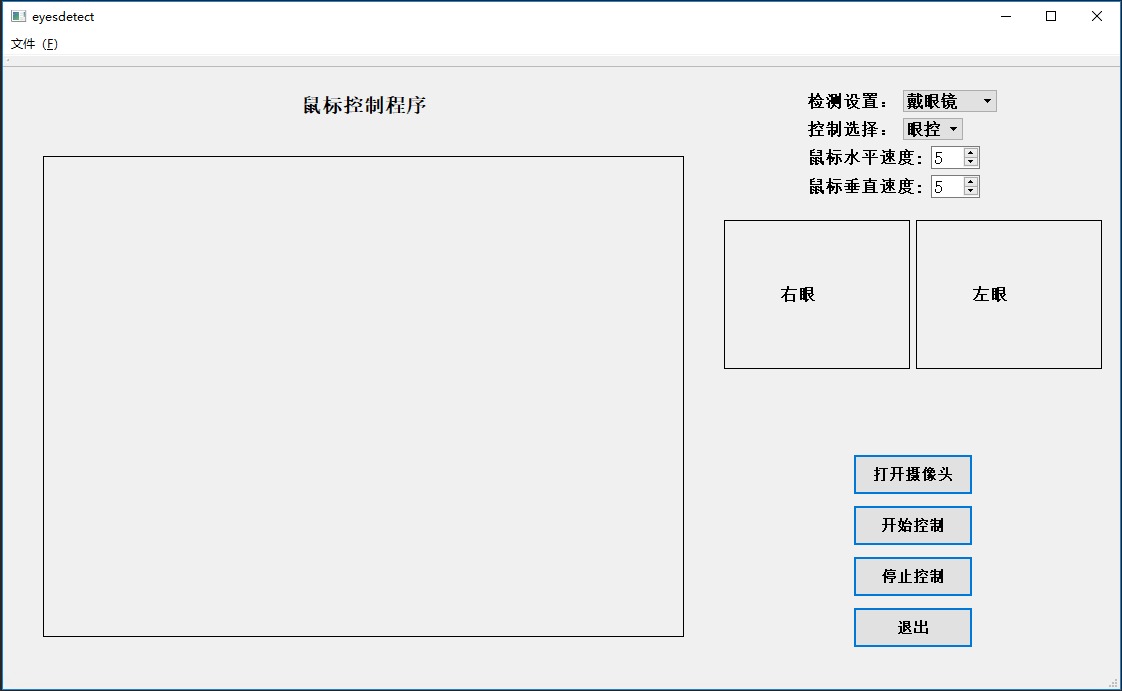 eyesdetect
文件 (F)
鼠标控制程序
检测设置： 戴眼镜
控制选择： 眼控
鼠标水平速度: 5
鼠标垂直速度: 5
右眼 左眼
打开摄像头
开始控制
停止控制
退出